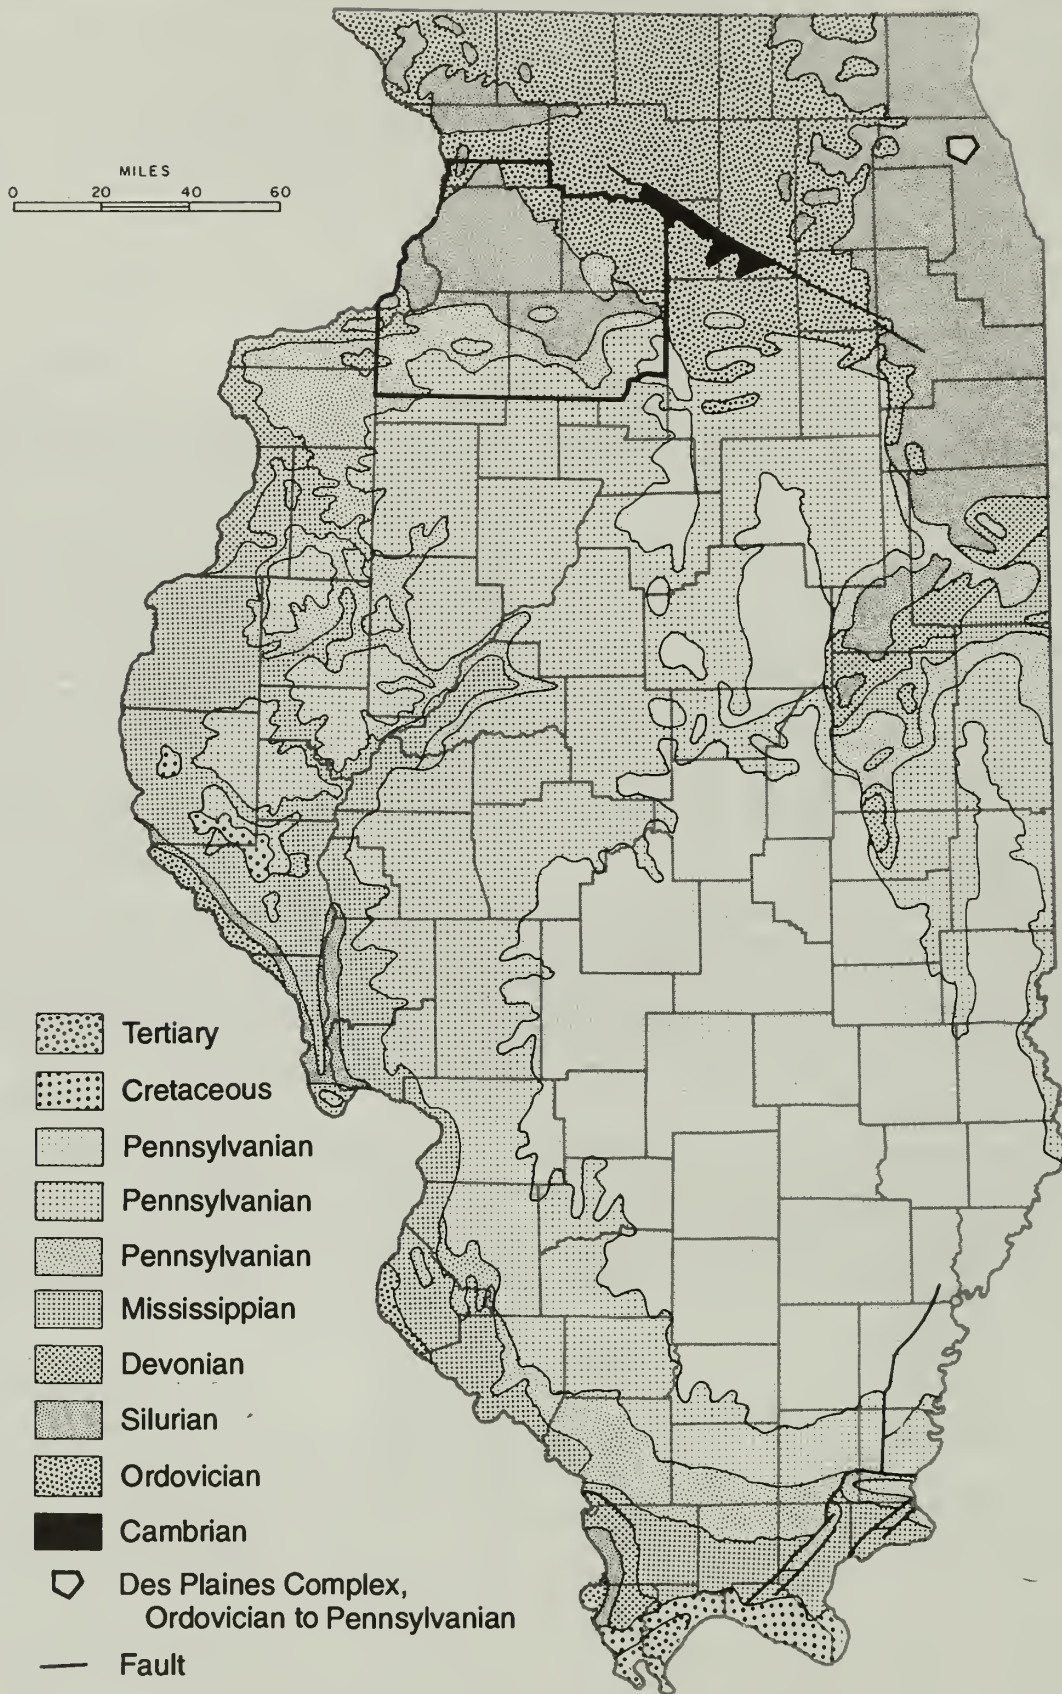 MILES
0 20 40 60
Tertiary
Cretaceous
Pennsylvanian
Pennsylvanian
Pennsylvanian
Mississippian
Devonian
Silurian
Ordovician
Cambrian
Des Plaines Complex,
Ordovician to Pennsylvanian
Fault